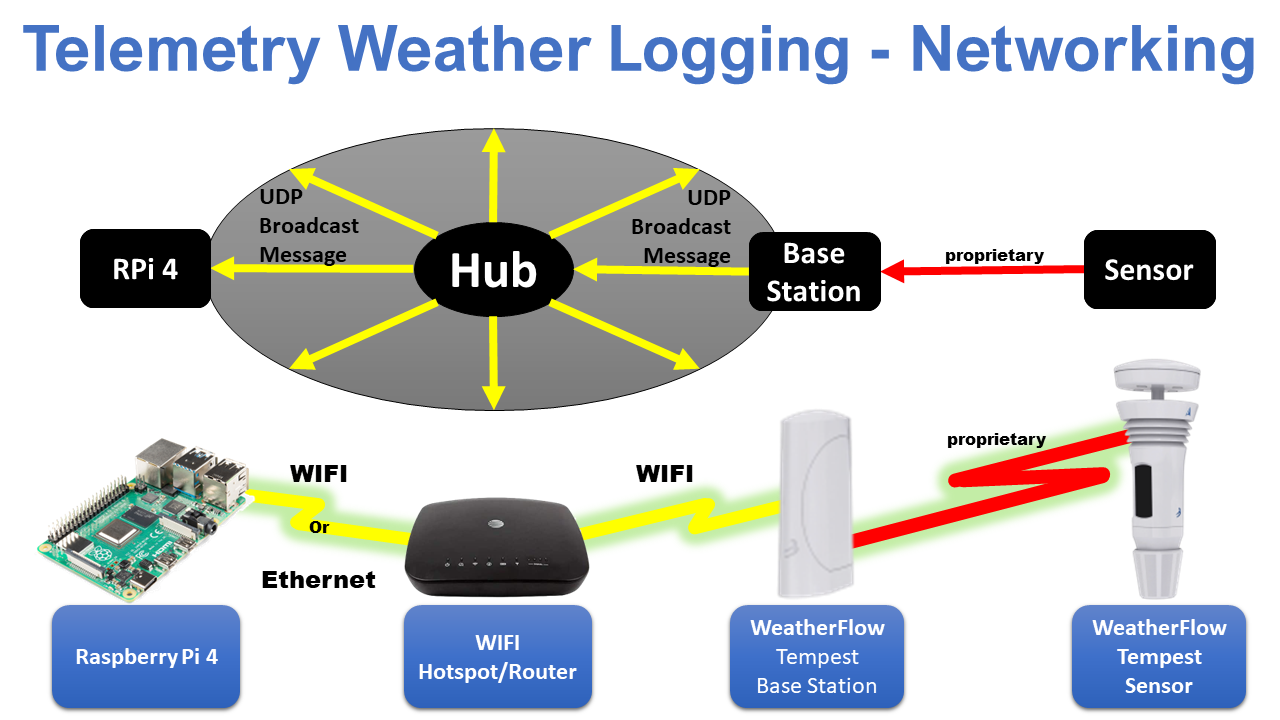 Telemetry Weather Logging - Networking
UDP
Broadcast
Message
UDP
Broadcast
Message
RPi 4
Hub
Base
Station
proprietary
Sensor
proprietary
WIFI
Or
Ethernet
WIFI
Raspberry Pi 4
WIFI
Hotspot/Router
WeatherFlow
Tempest
Base Station
WeatherFlow
Tempest
Sensor